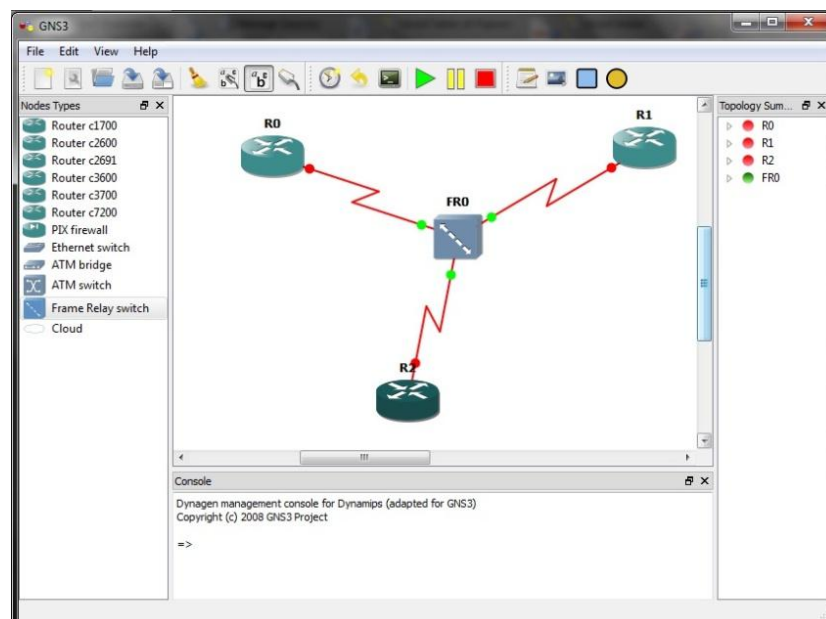 GNS3
File Edit View Help
Nodes Types
Router c1700
Router c2600
Router c2691
Router c3600
Router c3700
Router c7200
PIX firewall
Ethernet switch
ATM bridge
ATM switch
Frame Relay switch
Cloud
R0
R1
FR0
R2
Topology Sum...
R0
R1
R2
FR0
Console
Dynagen management console for Dynamips (adapted for GNS3)
Copyright (c) 2008 GNS3 Project
=>